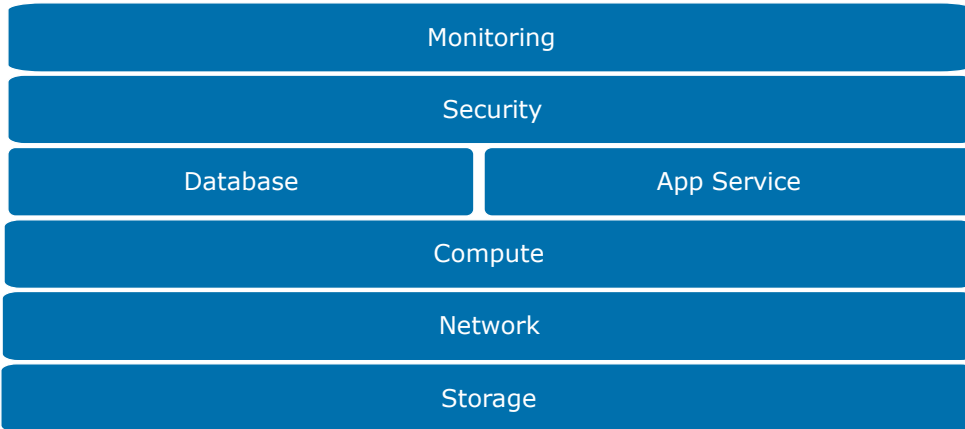 Monitoring
Security
Database App Service
Compute
Network
Storage